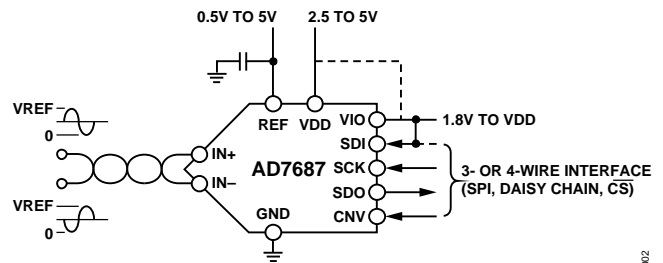 0.5V TO 5V 2.5 TO 5V
REF VDD VIO 1.8V TO VDD
SDI
VREF
0
IN+ AD7687 SCK 3- OR 4-WIRE INTERFACE
IN– SDO (SPI, DAISY CHAIN, C̅S̅)
VREF
0
GND CNV
002